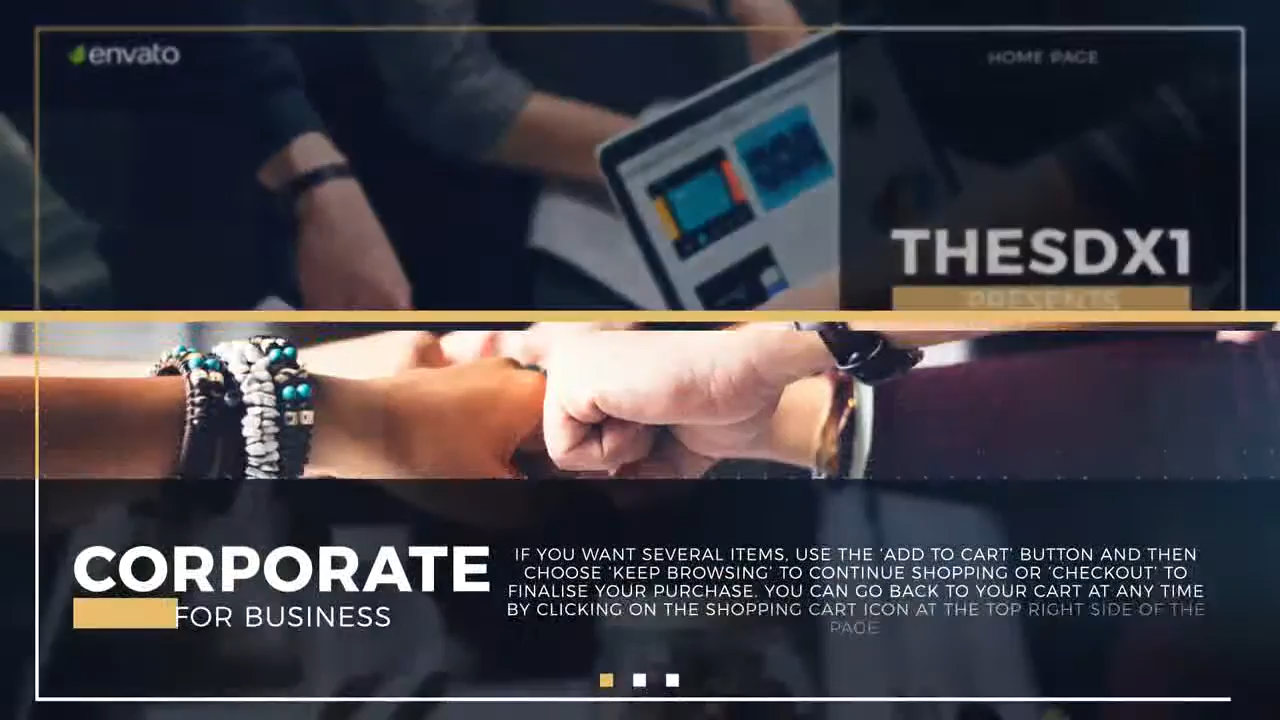 envato
HOME PAGE
THESDX1
PRESENTS
CORPORATE
FOR BUSINESS
IF YOU WANT SEVERAL ITEMS, USE THE 'ADD TO CART' BUTTON AND THEN
CHOOSE 'KEEP BROWSING' TO CONTINUE SHOPPING OR 'CHECKOUT' TO
FINALISE YOUR PURCHASE. YOU CAN GO BACK TO YOUR CART AT ANY TIME
BY CLICKING ON THE SHOPPING CART ICON AT THE TOP RIGHT SIDE OF THE
PAGE